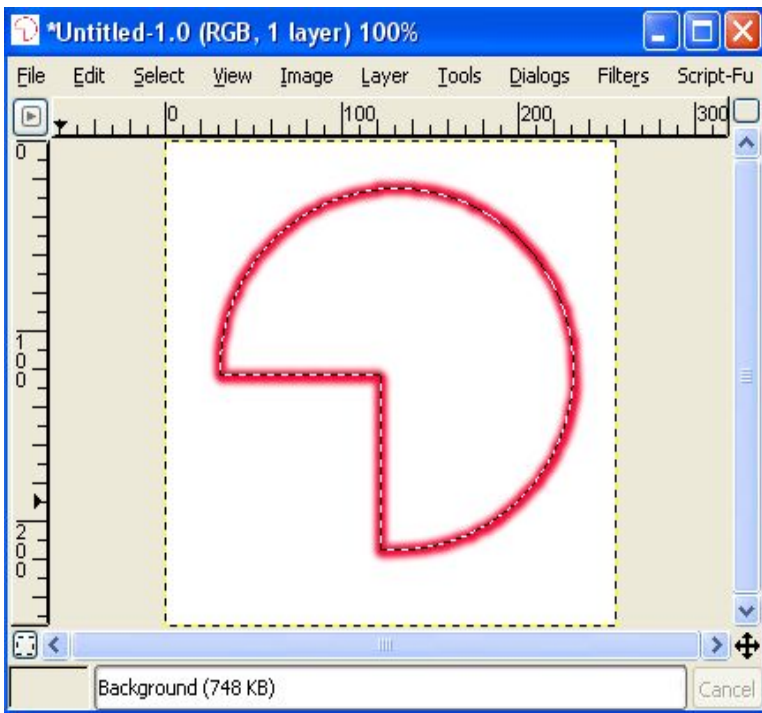 *Untitled-1.0 (RGB, 1 layer) 100%
File Edit Select View Image Layer Tools Dialogs Filters Script-Fu
0 100 200 300
0
100
200
Background (748 KB)
Cancel